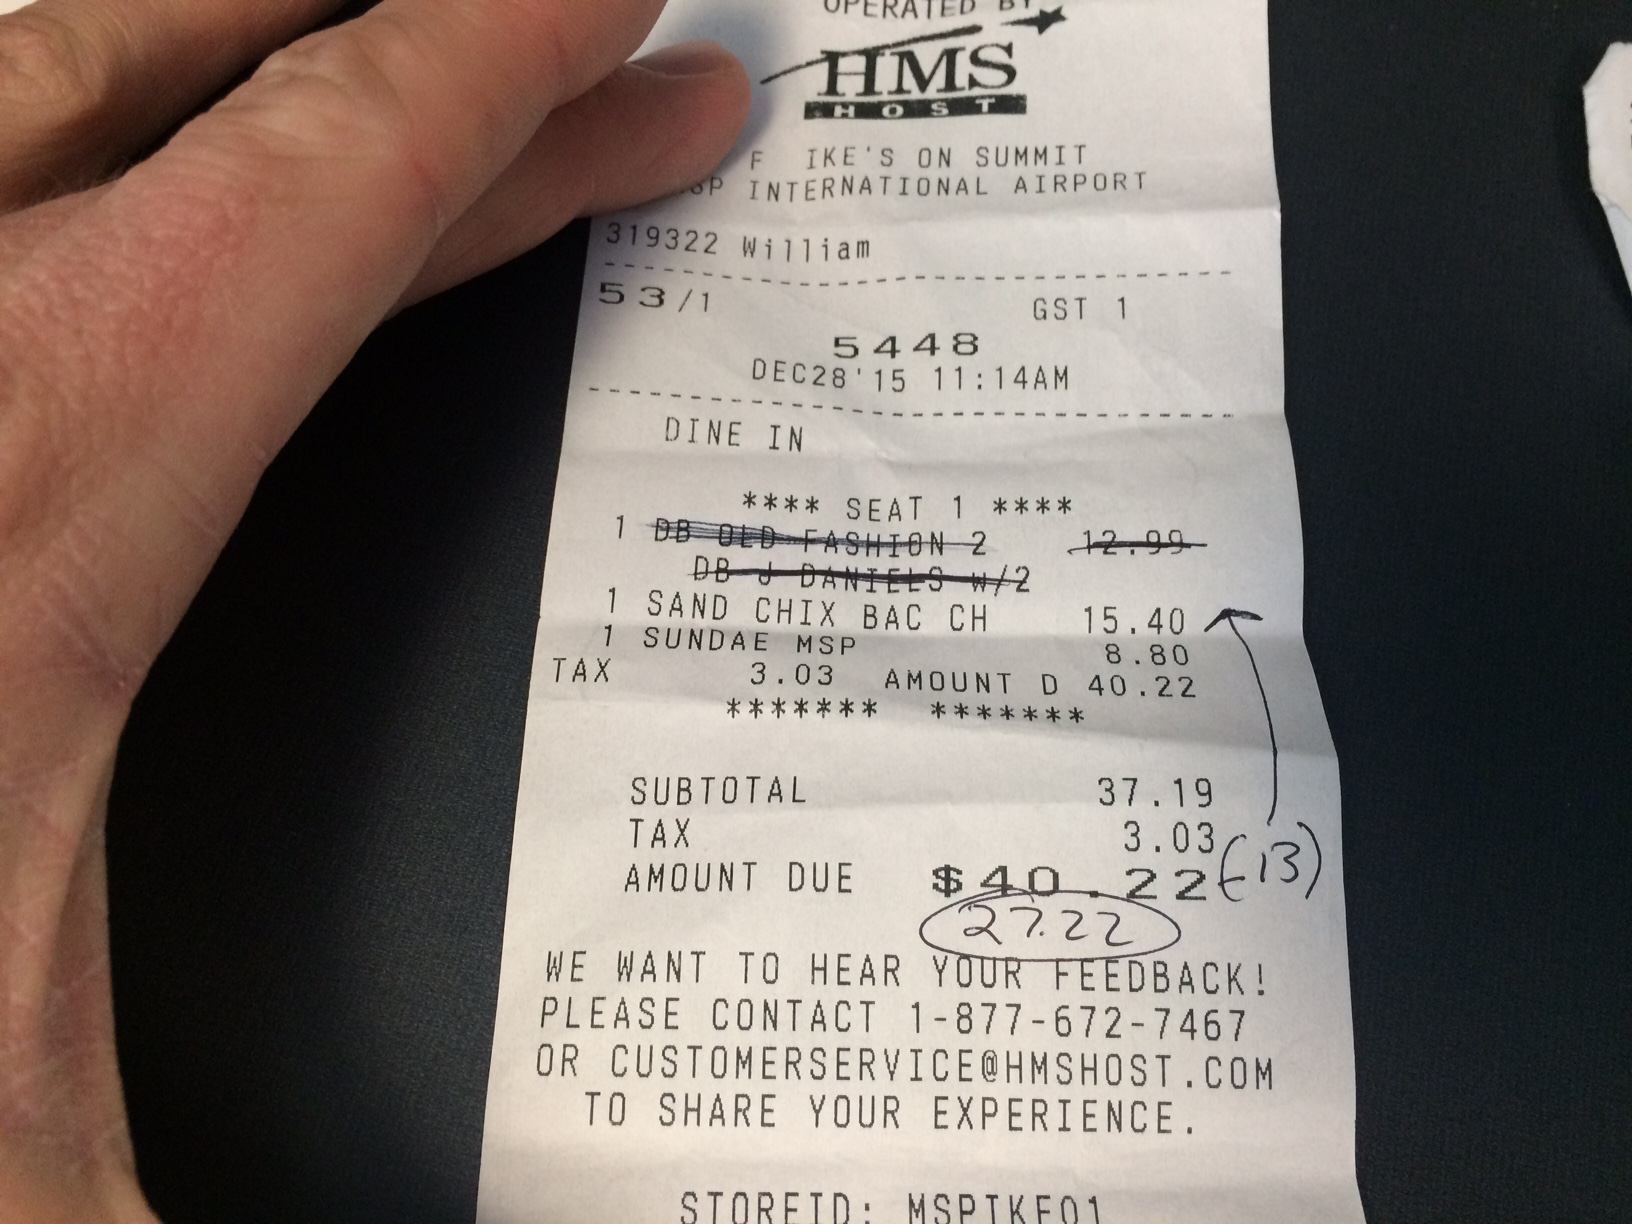 OPERATED BY
HMS
HOST
F IKE'S ON SUMMIT
SP INTERNATIONAL AIRPORT
319322 William
53/1 GST 1
5448
DEC28'15 11:14AM
DINE IN
**** SEAT 1 ****
1 DB OLD FASHION 2 12.99
DB J DANIELS w/2
1 SAND CHIX BAC CH 15.40
1 SUNDAE MSP 8.80
TAX 3.03 AMOUNT D 40.22
******* *******
SUBTOTAL 37.19
TAX 3.03
AMOUNT DUE $40.22 (-13)
27.22
WE WANT TO HEAR YOUR FEEDBACK!
PLEASE CONTACT 1-877-672-7467
OR CUSTOMERSERVICE@HMSHOST.COM
TO SHARE YOUR EXPERIENCE.
STOREID: MSPIKE01